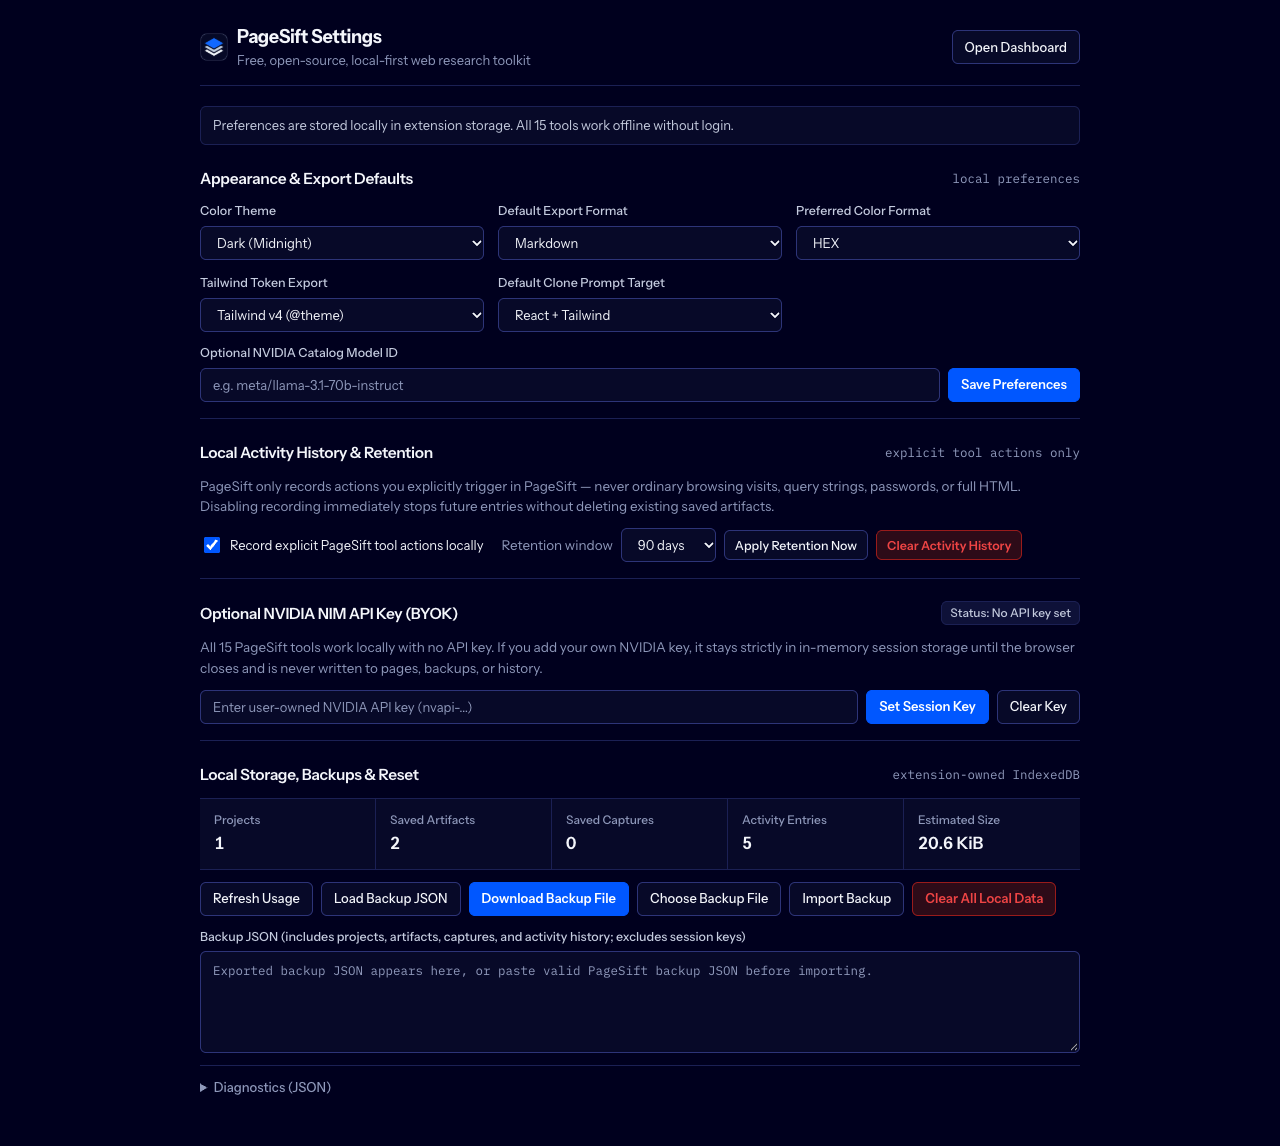 PageSift Settings
Free, open-source, local-first web research toolkit
Open Dashboard
Preferences are stored locally in extension storage. All 15 tools work offline without login.
Appearance & Export Defaults
local preferences
Color Theme
Default Export Format
Preferred Color Format
Dark (Midnight)
Markdown
HEX
Tailwind Token Export
Default Clone Prompt Target
Tailwind v4 (@theme)
React + Tailwind
Optional NVIDIA Catalog Model ID
e.g. meta/llama-3.1-70b-instruct
Save Preferences
Local Activity History & Retention
explicit tool actions only
PageSift only records actions you explicitly trigger in PageSift — never ordinary browsing visits, query strings, passwords, or full HTML.
Disabling recording immediately stops future entries without deleting existing saved artifacts.
Record explicit PageSift tool actions locally
Retention window
90 days
Apply Retention Now
Clear Activity History
Optional NVIDIA NIM API Key (BYOK)
Status: No API key set
All 15 PageSift tools work locally with no API key. If you add your own NVIDIA key, it stays strictly in in-memory session storage until the browser
closes and is never written to pages, backups, or history.
Enter user-owned NVIDIA API key (nvapi-...)
Set Session Key
Clear Key
Local Storage, Backups & Reset
extension-owned IndexedDB
Projects
Saved Artifacts
Saved Captures
Activity Entries
Estimated Size
1
2
0
5
20.6 KiB
Refresh Usage
Load Backup JSON
Download Backup File
Choose Backup File
Import Backup
Clear All Local Data
Backup JSON (includes projects, artifacts, captures, and activity history; excludes session keys)
Exported backup JSON appears here, or paste valid PageSift backup JSON before importing.
Diagnostics (JSON)